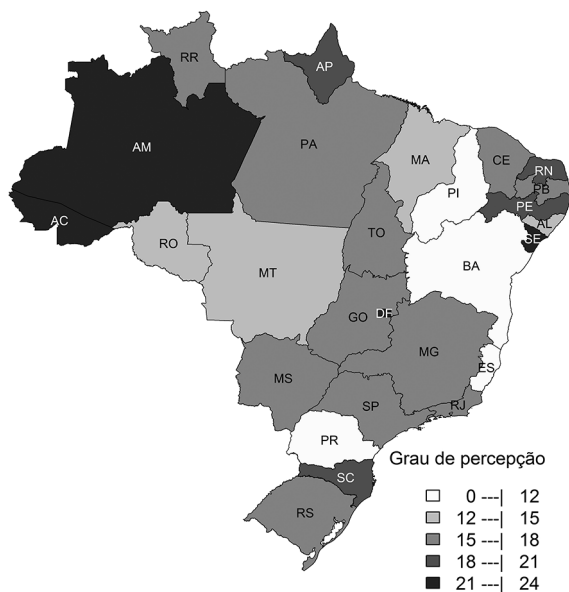 RR
AP
AM
PA
MA
CE
RN
PB
PI
PE
AL
SE
AC
RO
TO
BA
MT
GO
DF
MG
ES
MS
SP
RJ
PR
SC
RS
Grau de percepção
0 ---| 12
12 ---| 15
15 ---| 18
18 ---| 21
21 ---| 24